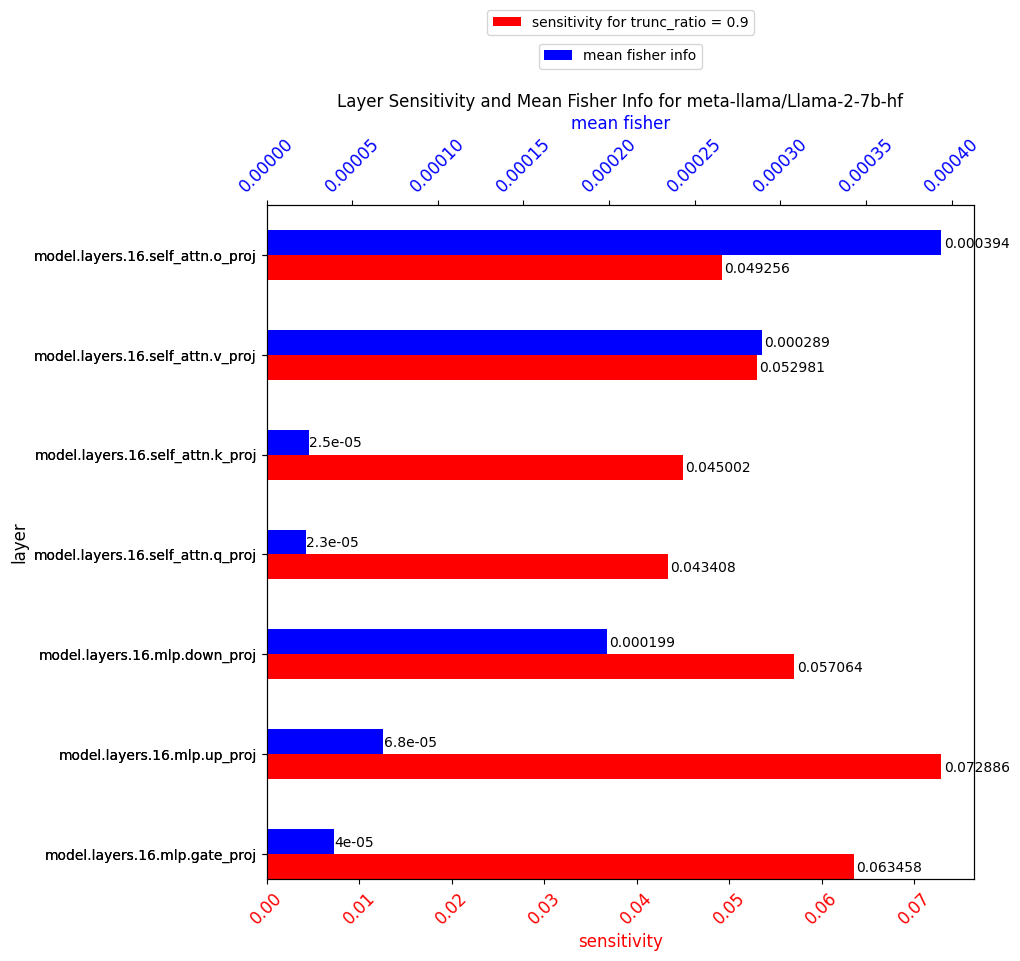 sensitivity for trunc_ratio = 0.9
mean fisher info
Layer Sensitivity and Mean Fisher Info for meta-llama/Llama-2-7b-hf
mean fisher
0.00000 0.00005 0.00010 0.00015 0.00020 0.00025 0.00030 0.00035 0.00040
model.layers.16.self_attn.o_proj 0.000394
0.049256
model.layers.16.self_attn.v_proj 0.000289
0.052981
model.layers.16.self_attn.k_proj 2.5e-05
0.045002
layer
model.layers.16.self_attn.q_proj 2.3e-05
0.043408
model.layers.16.mlp.down_proj 0.000199
0.057064
model.layers.16.mlp.up_proj 6.8e-05
0.072886
model.layers.16.mlp.gate_proj 4e-05
0.063458
0.00 0.01 0.02 0.03 0.04 0.05 0.06 0.07
sensitivity